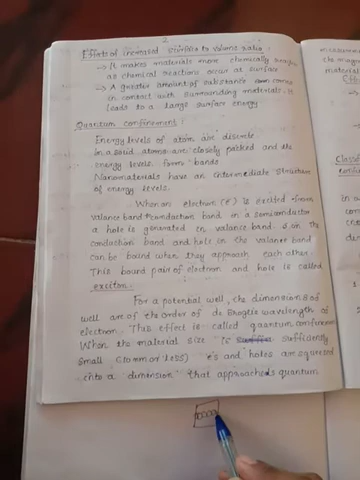 Effects of increased surface to volume ratio :
→ It makes materials more chemically
as chemical reactions occur at surface
→ A greater amount of substance comes
in contact with surrounding materials.
leads to a large surface energy
Quantum confinement :
Energy levels of atom are discrete
in a solid atoms are closely packed and the
energy levels form bands
Nanomaterials have an intermediate structure
of energy levels.
When an electron (e⁻) is excited from
valance band to conduction band in a semiconductor
a hole is generated in valance band. on the
conduction band and hole in the valance band
can be bound when they approach each other.
This bound pair of electron and hole is called
exciton.
For a potential well, the dimensions of
well are of the order of de Broglie wavelength of
electron. This effect is called quantum confinement
When the material size is sufficiently
small (10nm or less) e⁻s and holes are squeesed
into a dimension that approaches quantum